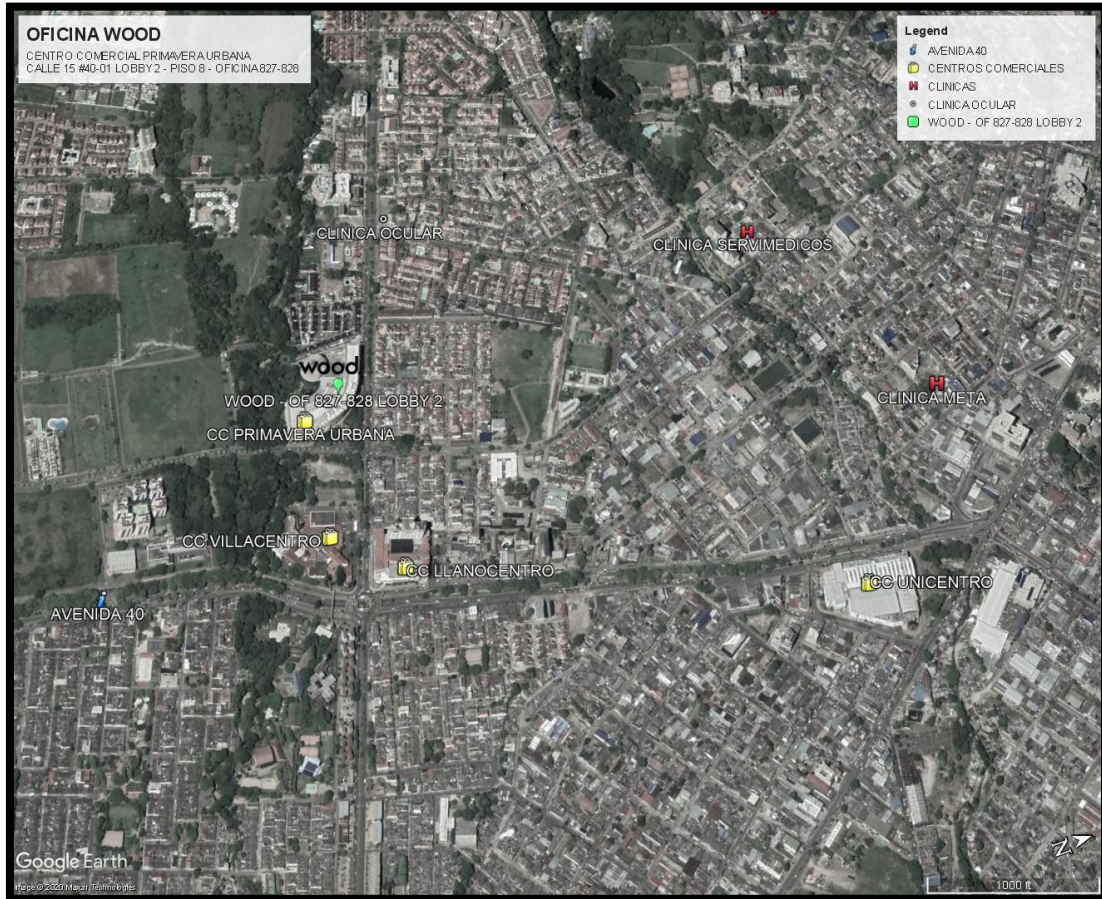 OFICINA WOOD
CENTRO COMERCIAL PRIMAVERA URBANA
CALLE 15 #40-01 LOBBY 2 - PISO 8 - OFICINA 827-828
Legend
AVENIDA 40
CENTROS COMERCIALES
H CLINICAS
CLINICA OCULAR
WOOD - OF 827-828 LOBBY 2
CLINICA OCULAR
H
CLINICA SERVIMEDICOS
wood
WOOD - OF 827-828 LOBBY 2
H
CLINICA META
CC PRIMAVERA URBANA
CC VILLACENTRO
CC LLANOCENTRO
CC UNICENTRO
AVENIDA 40
N
Google Earth
Image © 2020 Maxar Technologies
1000 ft